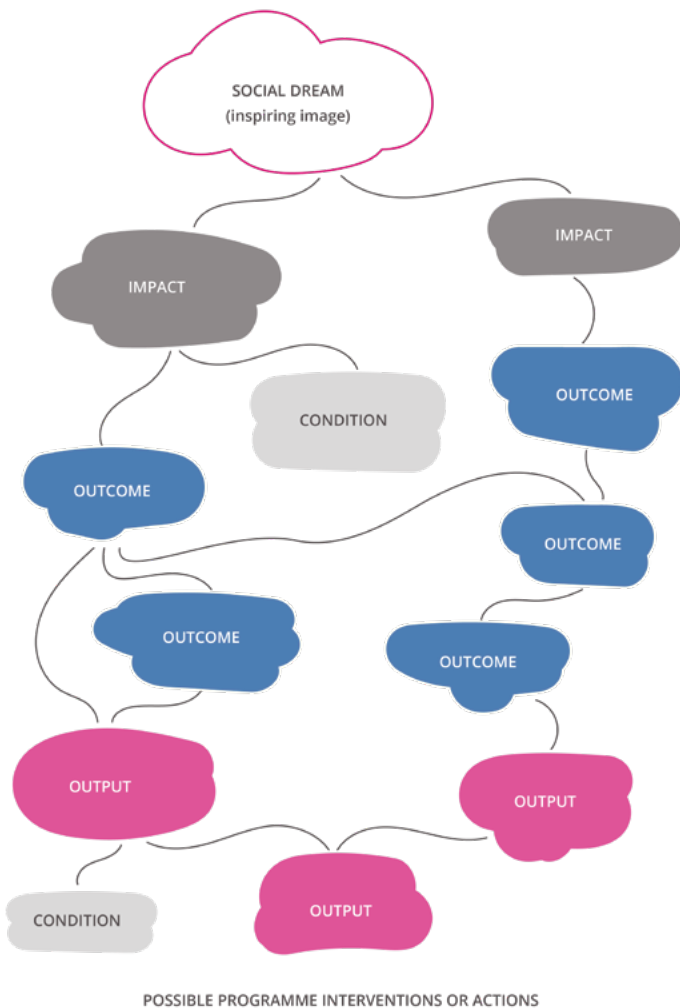 SOCIAL DREAM
(inspiring image)
IMPACT
IMPACT
OUTCOME
CONDITION
OUTCOME
OUTCOME
OUTCOME
OUTCOME
OUTPUT
OUTPUT
OUTPUT
CONDITION
POSSIBLE PROGRAMME INTERVENTIONS OR ACTIONS